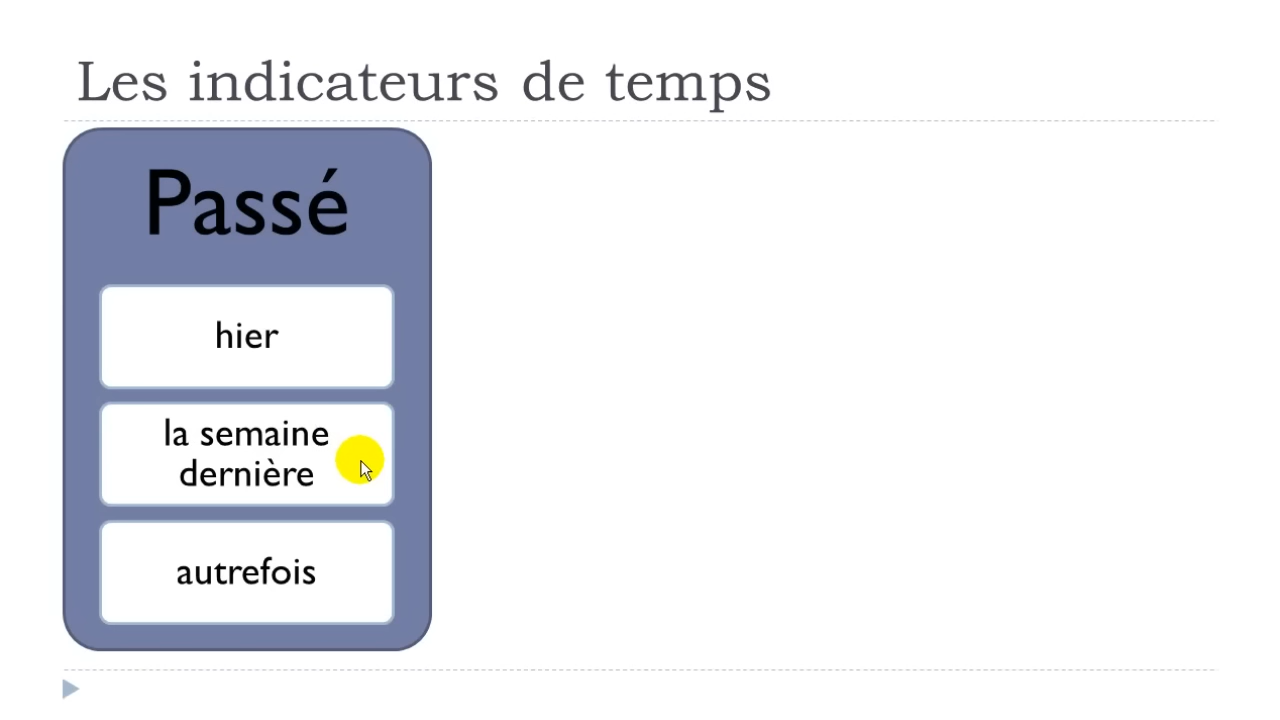 Les indicateurs de temps
Passé
hier
la semaine
dernière
autrefois